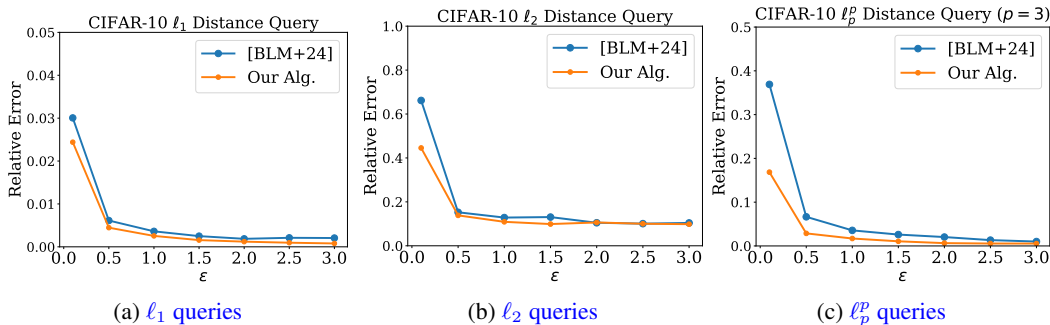 CIFAR-10 ℓ1 Distance Query
Relative Error
0.05
0.04
0.03
0.02
0.01
0.00
[BLM+24]
Our Alg.
0.0 0.5 1.0 1.5 2.0 2.5 3.0
ε
(a) ℓ1 queries
CIFAR-10 ℓ2 Distance Query
Relative Error
1.0
0.8
0.6
0.4
0.2
0.0
[BLM+24]
Our Alg.
0.0 0.5 1.0 1.5 2.0 2.5 3.0
ε
(b) ℓ2 queries
CIFAR-10 ℓ_p^p Distance Query (p = 3)
Relative Error
0.5
0.4
0.3
0.2
0.1
0.0
[BLM+24]
Our Alg.
0.0 0.5 1.0 1.5 2.0 2.5 3.0
ε
(c) ℓ_p^p queries